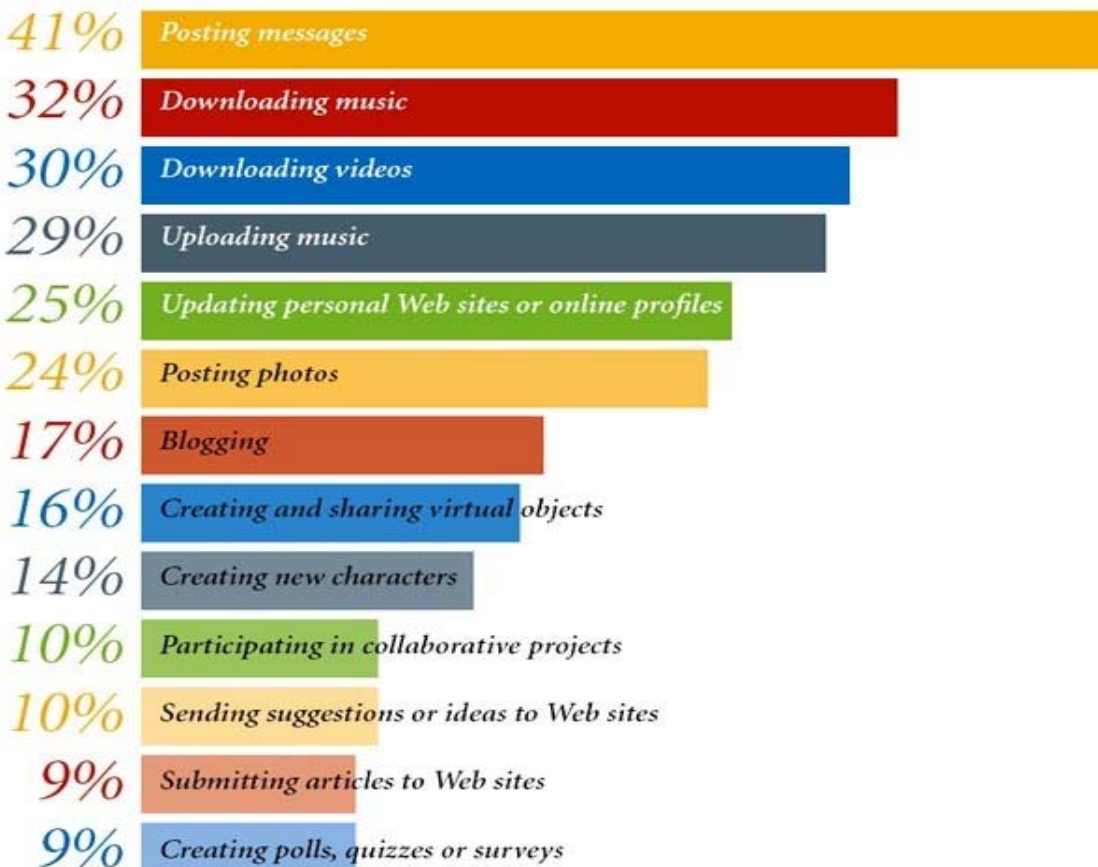 41% Posting messages
32% Downloading music
30% Downloading videos
29% Uploading music
25% Updating personal Web sites or online profiles
24% Posting photos
17% Blogging
16% Creating and sharing virtual objects
14% Creating new characters
10% Participating in collaborative projects
10% Sending suggestions or ideas to Web sites
9% Submitting articles to Web sites
9% Creating polls, quizzes or surveys